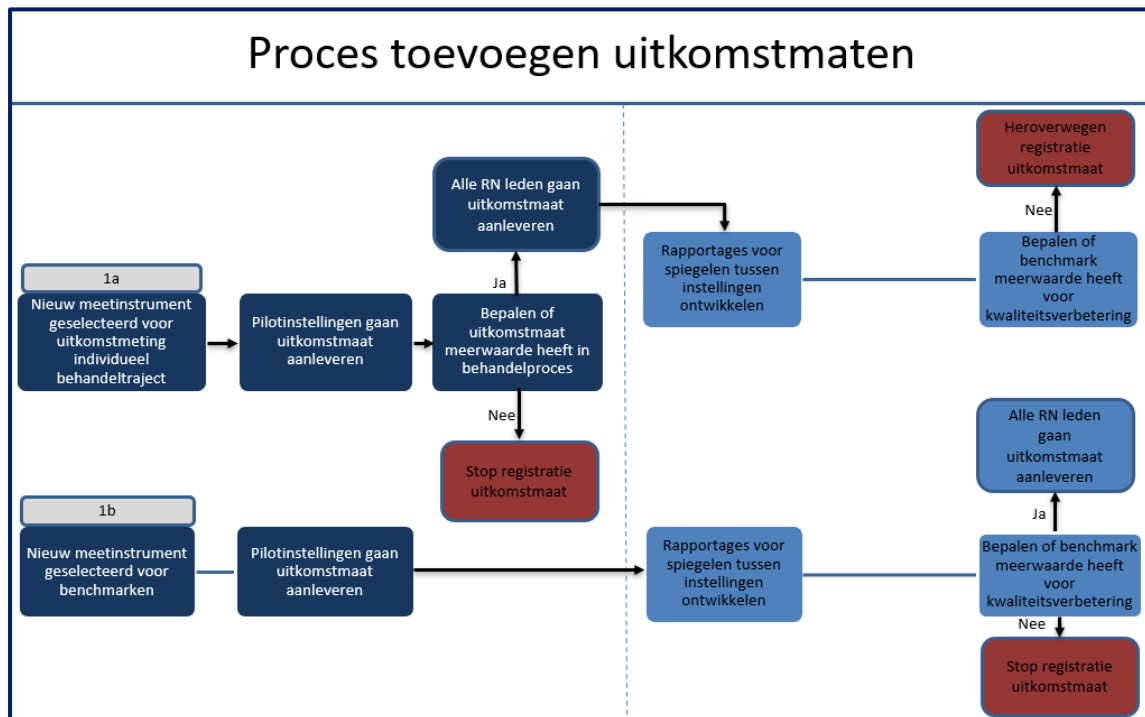 Proces toevoegen uitkomstmaten
1a
Nieuw meetinstrument
geselecteerd voor
uitkomstmeting
individueel
behandeltraject
Pilotinstellingen gaan
uitkomstmaat
aanleveren
Bepalen of
uitkomstmaat
meerwaarde heeft in
behandelproces
Ja
Alle RN leden gaan
uitkomstmaat
aanleveren
Nee
Stop registratie
uitkomstmaat
Rapportages voor
spiegelen tussen
instellingen
ontwikkelen
Bepalen of
benchmark
meerwaarde heeft
voor
kwaliteitsverbetering
Nee
Heroverwegen
registratie
uitkomstmaat
1b
Nieuw meetinstrument
geselecteerd voor
benchmarken
Pilotinstellingen gaan
uitkomstmaat
aanleveren
Rapportages voor
spiegelen tussen
instellingen
ontwikkelen
Bepalen of benchmark
meerwaarde heeft
voor
kwaliteitsverbetering
Ja
Alle RN leden
gaan
uitkomstmaat
aanleveren
Nee
Stop registratie
uitkomstmaat